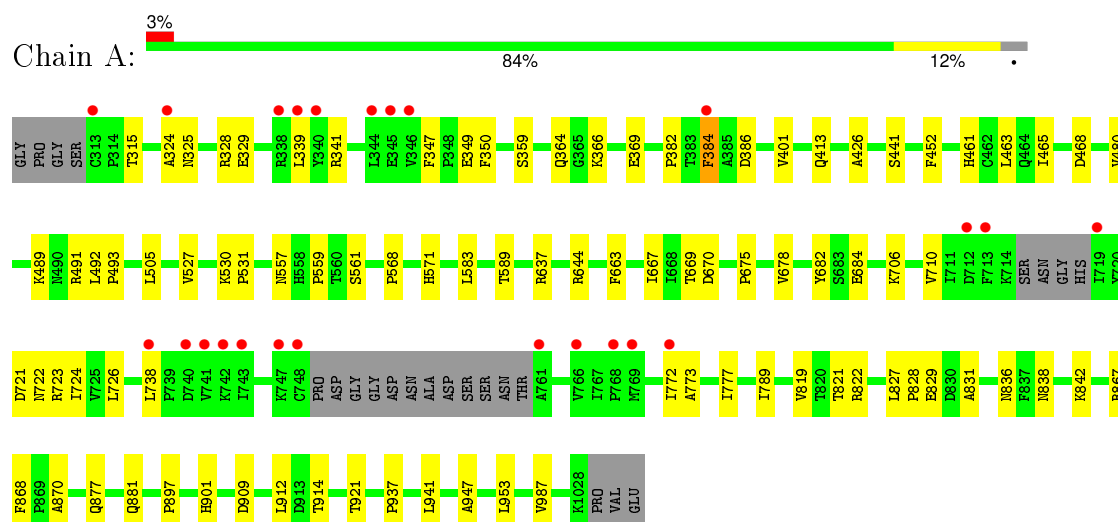 3%
Chain A:
84%
12%
GLY PRO GLY SER G313 P314 T315 A324 N325 R328 E329 R338 L339 Y340 R341 L344 E345 V346 F347 P348 E349 F350 S359 Q364 G365 K366 E369 P382 T383 F384 A385 D386 V401 Q413 A426 S441 F452 H461 C462 L463 Q464 I465 D468 V480
K489 N490 R491 L492 P493 L505 V527 K530 P531 N557 H558 P559 T560 S561 P568 H571 L583 T589 R637 R644 F663 I667 I668 T669 D670 P675 V678 Y682 S683 E684 K706 V710 I711 D712 F713 K714 SER ASN GLY HIS I719 Y720
D721 N722 R723 I724 V725 L726 L738 P739 D740 V741 K742 I743 K747 C748 PRO ASP GLY GLY ASP ASN ALA ASP SER SER ASN THR A761 V766 I767 P768 M769 I772 A773 I777 I789 V819 T820 T821 R822 L827 P828 E829 D830 A831 N836 F837 N838 K842 R867
F868 P869 A870 Q877 Q881 P897 H901 D909 L912 D913 T914 T921 P937 L941 A947 L953 V987 K1028 PRO VAL GLU